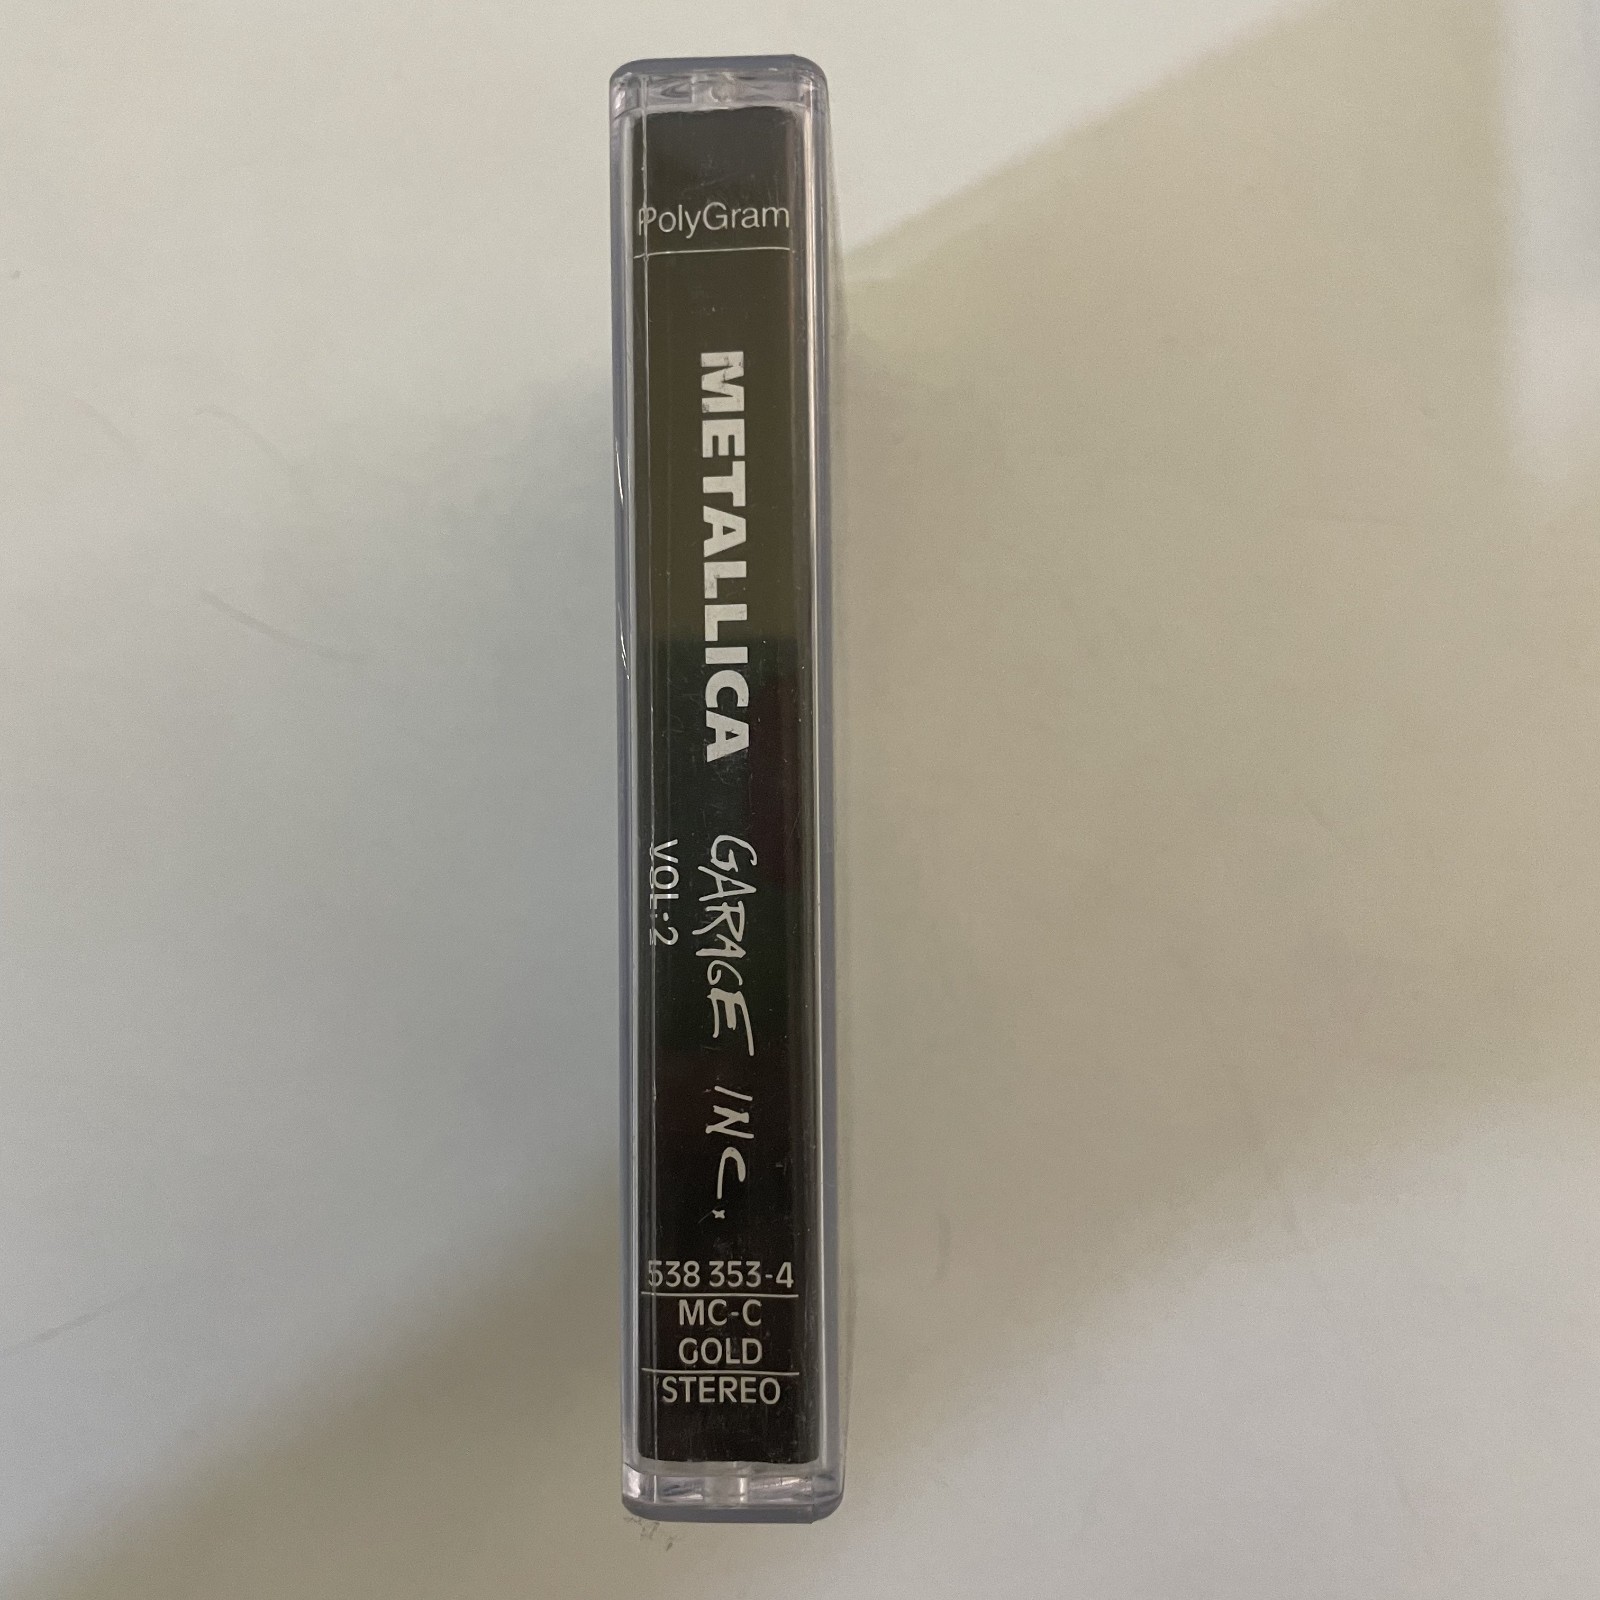 PolyGram
METALLICA GARAGE INC.
VOL:2
538 353-4
MC-C
GOLD
STEREO